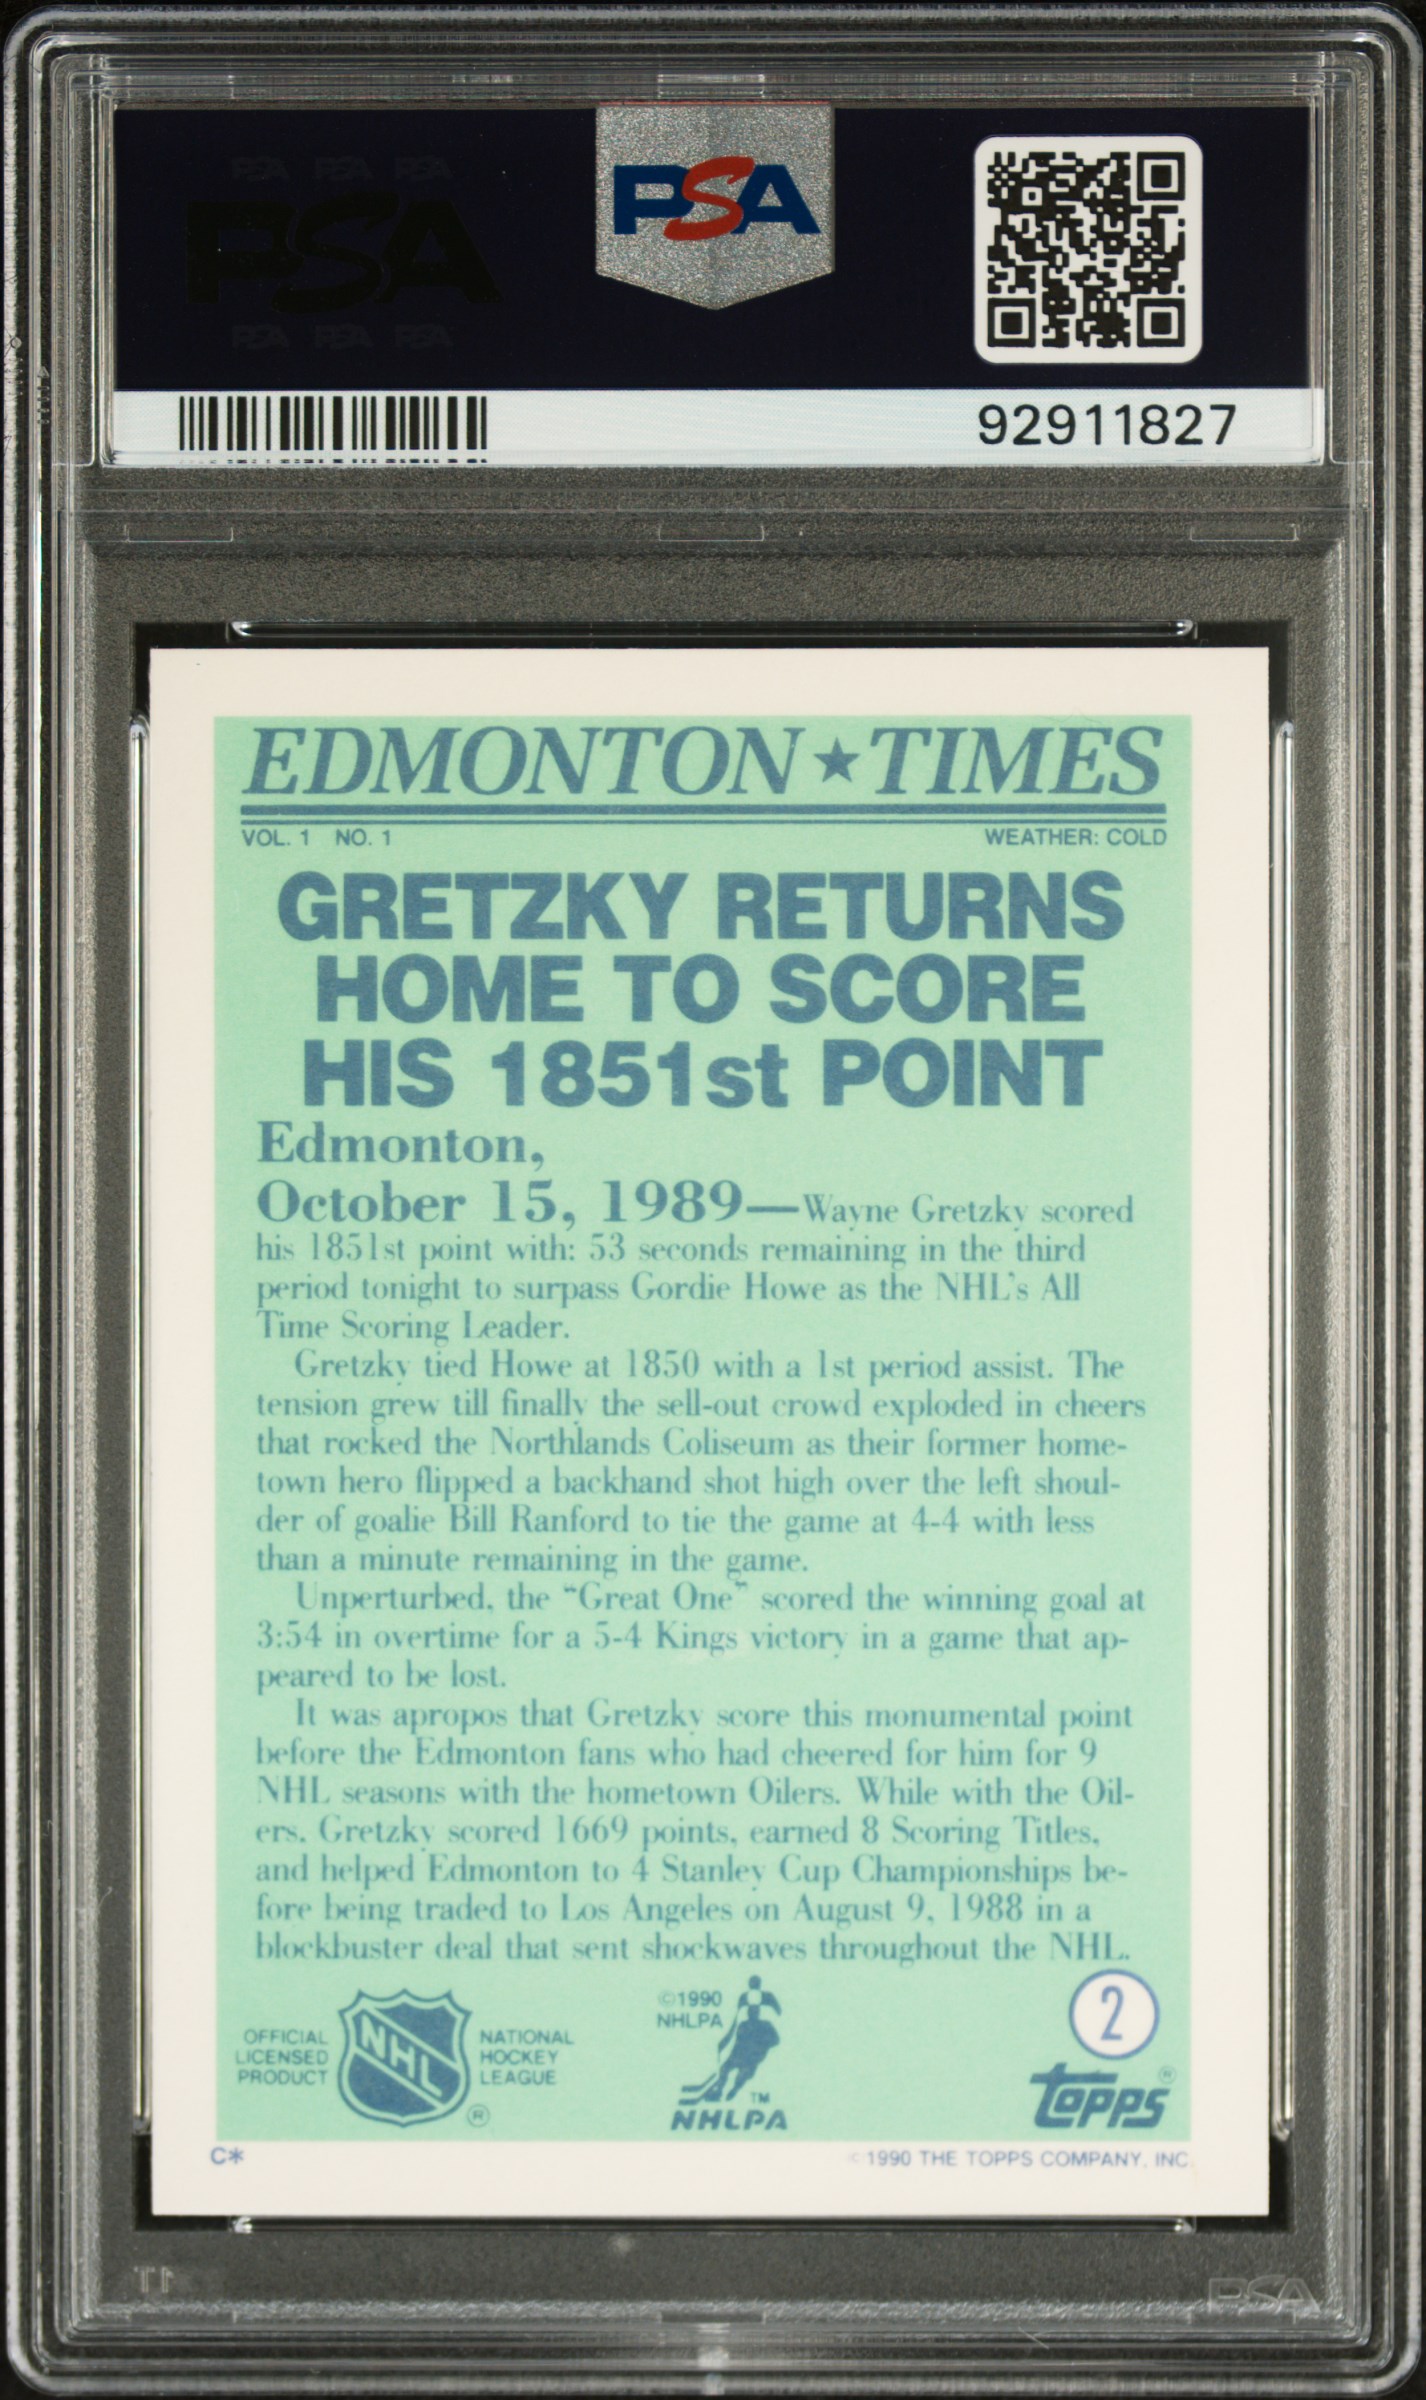 PSA PSA PSA
PSA
PSA PSA PSA
PSA
92911827
EDMONTON★TIMES
VOL. 1 NO. 1
WEATHER: COLD
GRETZKY RETURNS
HOME TO SCORE
HIS 1851st POINT
Edmonton,
October 15, 1989—Wayne Gretzky scored
his 1851st point with: 53 seconds remaining in the third
period tonight to surpass Gordie Howe as the NHL's All
Time Scoring Leader.
Gretzky tied Howe at 1850 with a 1st period assist. The
tension grew till finally the sell-out crowd exploded in cheers
that rocked the Northlands Coliseum as their former home-
town hero flipped a backhand shot high over the left shoul-
der of goalie Bill Ranford to tie the game at 4-4 with less
than a minute remaining in the game.
Unperturbed, the "Great One" scored the winning goal at
3:54 in overtime for a 5-4 Kings victory in a game that ap-
peared to be lost.
It was apropos that Gretzky score this monumental point
before the Edmonton fans who had cheered for him for 9
NHL seasons with the hometown Oilers. While with the Oil-
ers, Gretzky scored 1669 points, earned 8 Scoring Titles,
and helped Edmonton to 4 Stanley Cup Championships be-
fore being traded to Los Angeles on August 9, 1988 in a
blockbuster deal that sent shockwaves throughout the NHL.
OFFICIAL
LICENSED
PRODUCT
NHL
NATIONAL
HOCKEY
LEAGUE
®
©1990
NHLPA
TM
NHLPA
2
topps®
C*
©1990 THE TOPPS COMPANY, INC.
PSA